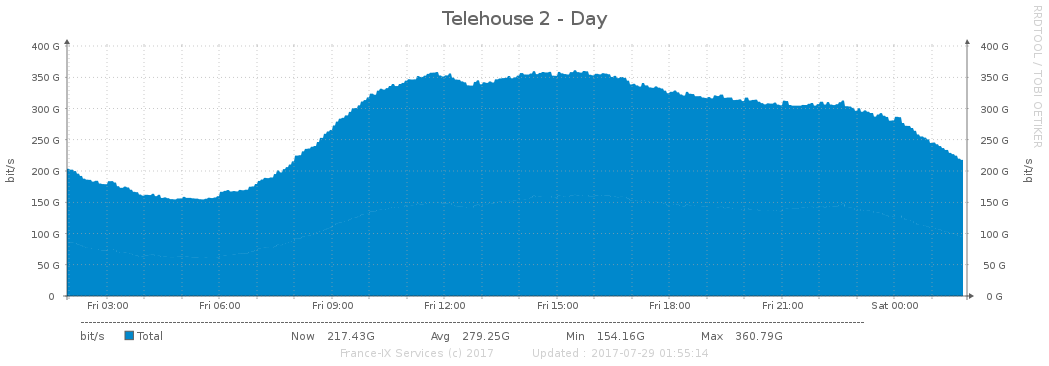 Telehouse 2 - Day
RRDTOOL / TOBI OETIKER
bit/s
400 G
350 G
300 G
250 G
200 G
150 G
100 G
50 G
0
400 G
350 G
300 G
250 G
200 G
150 G
100 G
50 G
0 G
bit/s
Fri 03:00 Fri 06:00 Fri 09:00 Fri 12:00 Fri 15:00 Fri 18:00 Fri 21:00 Sat 00:00
bit/s Total Now 217.43G Avg 279.25G Min 154.16G Max 360.79G
France-IX Services (c) 2017 Updated : 2017-07-29 01:55:14